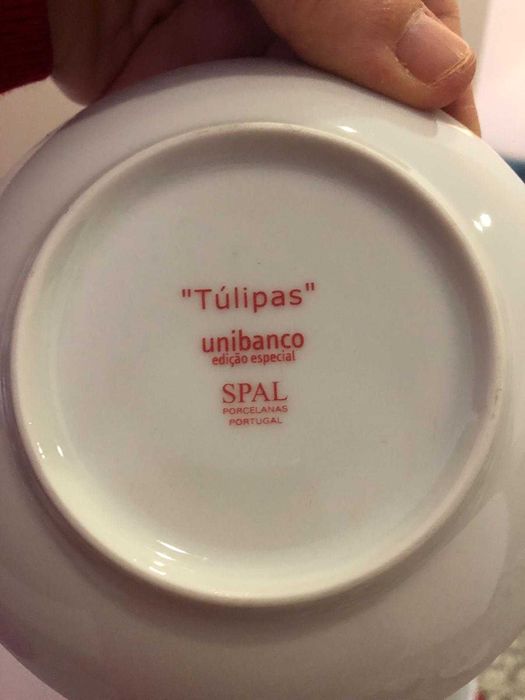 "Túlipas"
unibanco
edição especial
SPAL
PORCELANAS
PORTUGAL